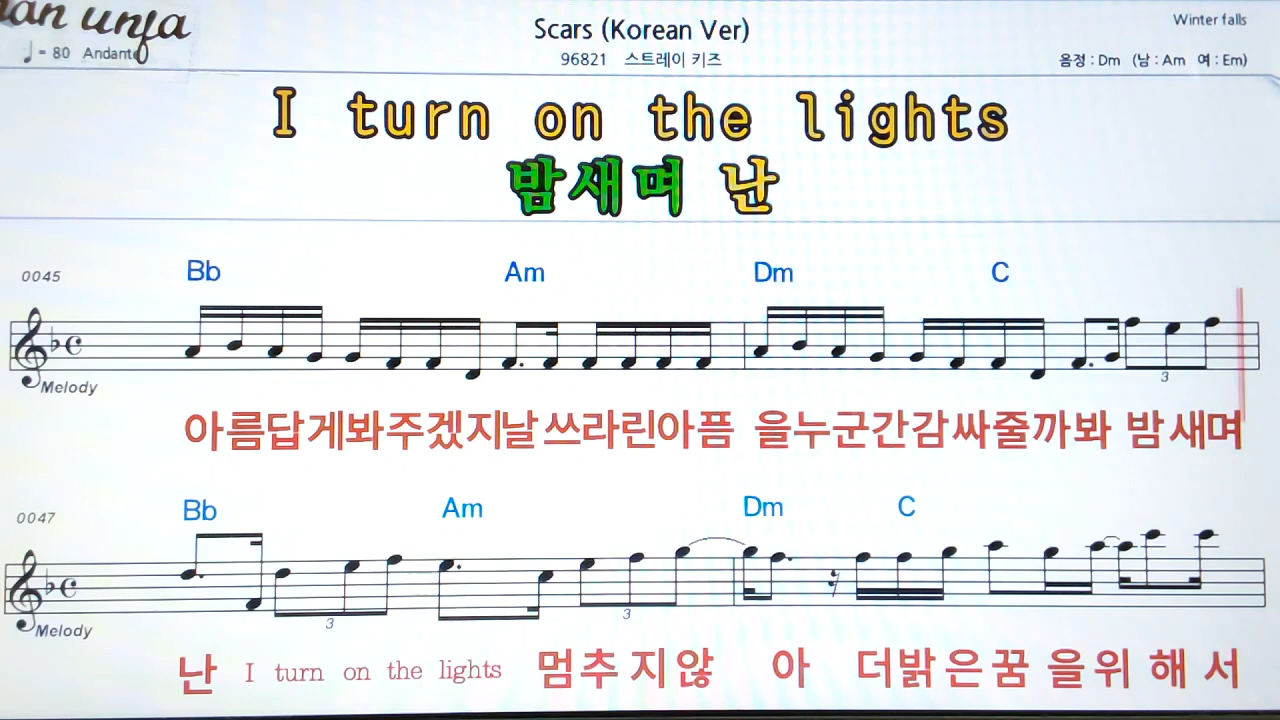 unfa
Scars (Korean Ver)
Winter falls
♩= 80 Andante
96821 스트레이 키즈
음정 : Dm (남 : Am 여 : Em)
I turn on the lights
밤새며 난
0045 Bb Am Dm C
3
Melody
아름답게봐주겠지날쓰라린아픔 을누군간감싸줄까봐 밤새며
0047 Bb Am Dm C
3 3
Melody
난 I turn on the lights 멈추지않 아 더밝은꿈 을위 해 서